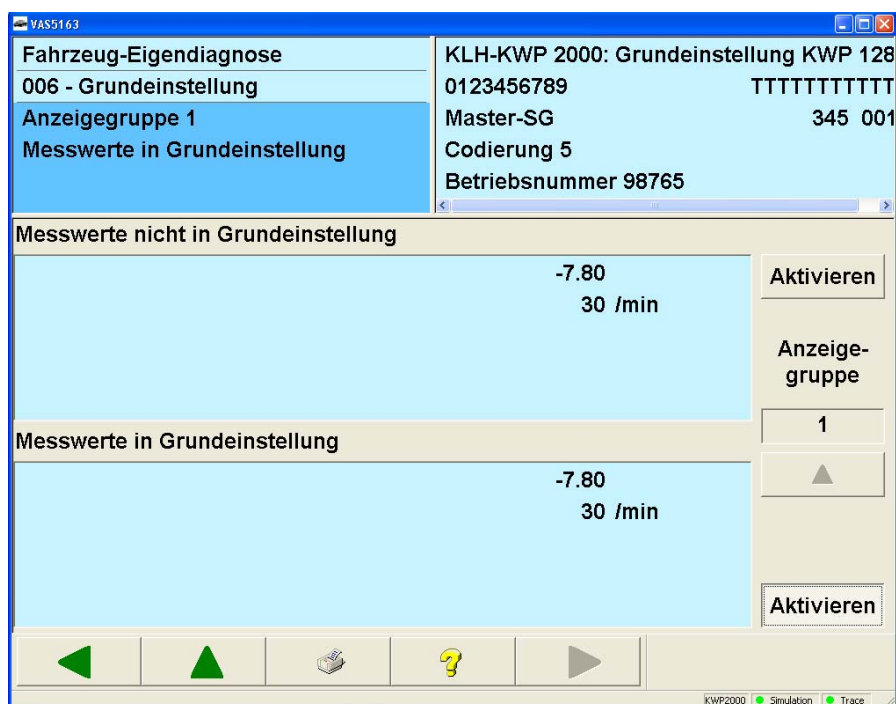 VAS5163
Fahrzeug-Eigendiagnose
006 - Grundeinstellung
Anzeigegruppe 1
Messwerte in Grundeinstellung
KLH-KWP 2000: Grundeinstellung KWP 128
0123456789 TTTTTTTTTTT
Master-SG 345 001
Codierung 5
Betriebsnummer 98765
Messwerte nicht in Grundeinstellung
-7.80
30 /min
Aktivieren
Anzeige-
gruppe
1
Messwerte in Grundeinstellung
-7.80
30 /min
Aktivieren
?
KWP2000 Simulation Trace